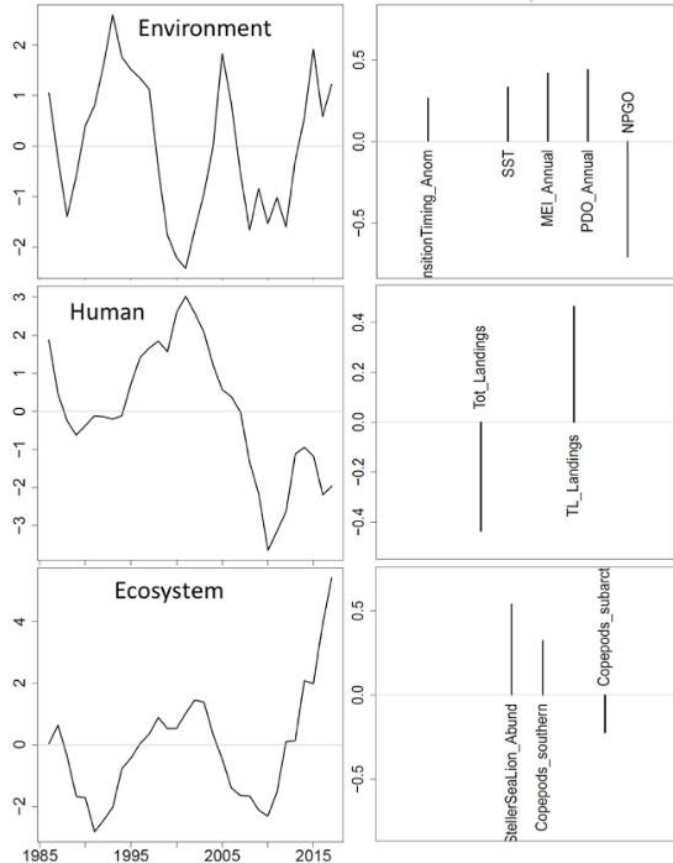 Environment
2
1
0
-1
-2
0.5
0.0
-0.5
nsitionTiming_Anom
SST
MEI_Annual
PDO_Annual
NPGO
Human
3
2
1
0
-1
-2
-3
0.4
0.2
0.0
-0.2
-0.4
Tot_Landings
TL_Landings
Ecosystem
4
2
0
-2
1985
1995
2005
2015
0.5
0.0
-0.5
StellerSeaLion_Abund
Copepods_southern
Copepods_subarct